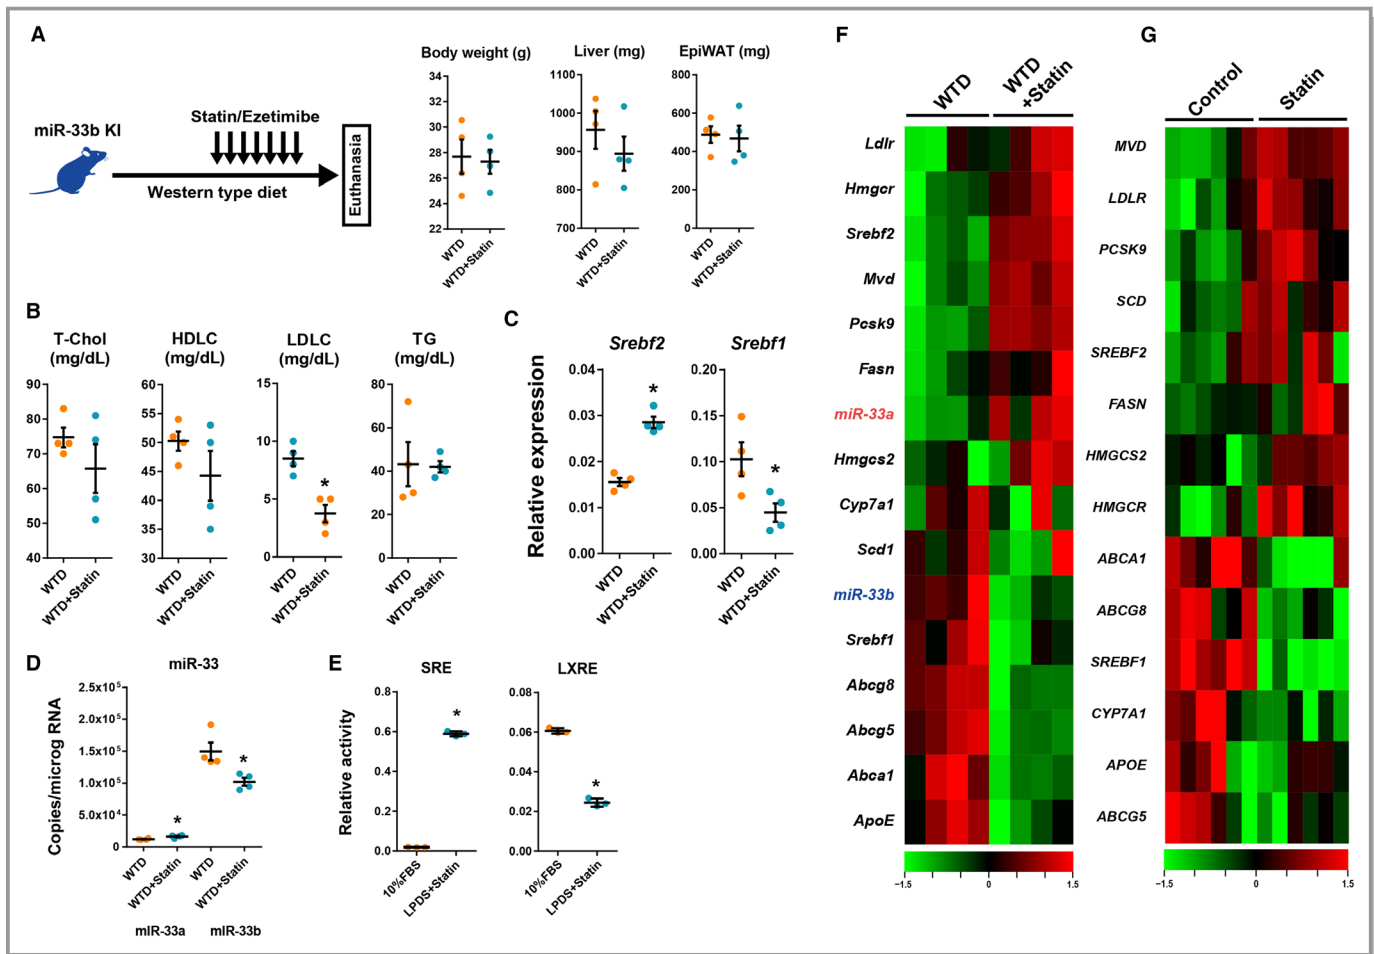 A
miR-33b KI
Statin/Ezetimibe
Western type diet
Euthanasia
Body weight (g)
34
32
30
28
26
24
22
WTD
WTD+Statin
Liver (mg)
1100
1000
900
800
700
WTD
WTD+Statin
EpiWAT (mg)
800
600
400
200
0
WTD
WTD+Statin
B
T-Chol
(mg/dL)
90
80
70
60
50
40
WTD
WTD+Statin
HDLC
(mg/dL)
60
55
50
45
40
35
30
WTD
WTD+Statin
LDLC
(mg/dL)
15
10
5
0
*
WTD
WTD+Statin
TG
(mg/dL)
80
60
40
20
0
WTD
WTD+Statin
C
Relative expression
Srebf2
0.04
0.03
0.02
0.01
0.00
*
WTD
WTD+Statin
Srebf1
0.20
0.15
0.10
0.05
0.00
*
WTD
WTD+Statin
D
miR-33
Copies/microg RNA
2.5x10⁵
2.0x10⁵
1.5x10⁵
1.0x10⁵
5.0x10⁴
0
*
*
WTD
WTD+Statin
WTD
WTD+Statin
mIR-33a
mIR-33b
E
Relative activity
SRE
0.8
0.6
0.4
0.2
0.0
*
10%FBS
LPDS+Statin
LXRE
0.08
0.06
0.04
0.02
0.00
*
10%FBS
LPDS+Statin
F
WTD
WTD
+Statin
Ldlr
Hmgcr
Srebf2
Mvd
Pcsk9
Fasn
miR-33a
Hmgcs2
Cyp7a1
Scd1
miR-33b
Srebf1
Abcg8
Abcg5
Abca1
ApoE
−1.5
0
1.5
G
Control
Statin
MVD
LDLR
PCSK9
SCD
SREBF2
FASN
HMGCS2
HMGCR
ABCA1
ABCG8
SREBF1
CYP7A1
APOE
ABCG5
−1.5
0
1.5